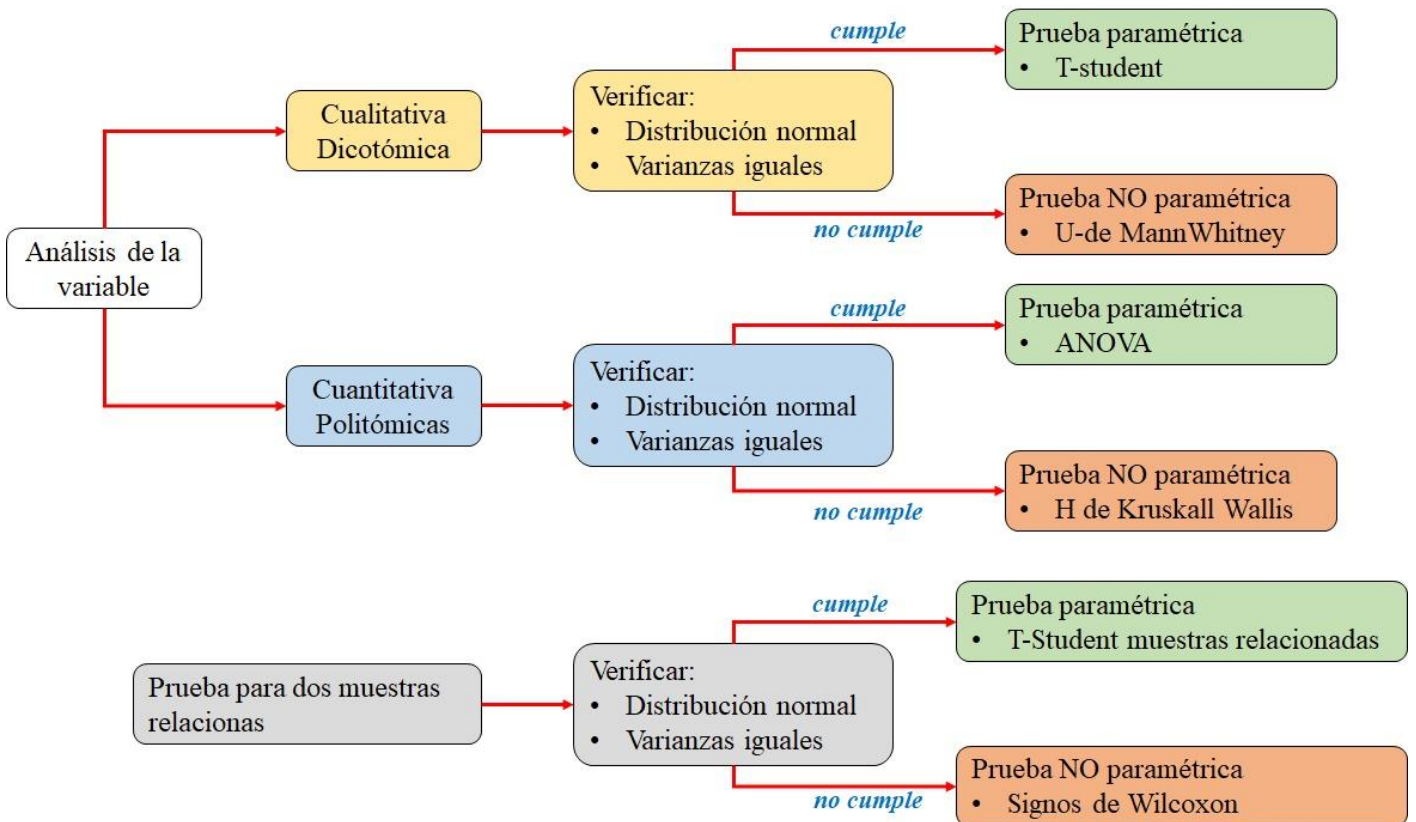 Análisis de la
variable
Cualitativa
Dicotómica
Verificar:
• Distribución normal
• Varianzas iguales
cumple
Prueba paramétrica
• T-student
no cumple
Prueba NO paramétrica
• U-de MannWhitney
Cuantitativa
Politómicas
Verificar:
• Distribución normal
• Varianzas iguales
cumple
Prueba paramétrica
• ANOVA
no cumple
Prueba NO paramétrica
• H de Kruskall Wallis
Prueba para dos muestras
relacionas
Verificar:
• Distribución normal
• Varianzas iguales
cumple
Prueba paramétrica
• T-Student muestras relacionadas
no cumple
Prueba NO paramétrica
• Signos de Wilcoxon